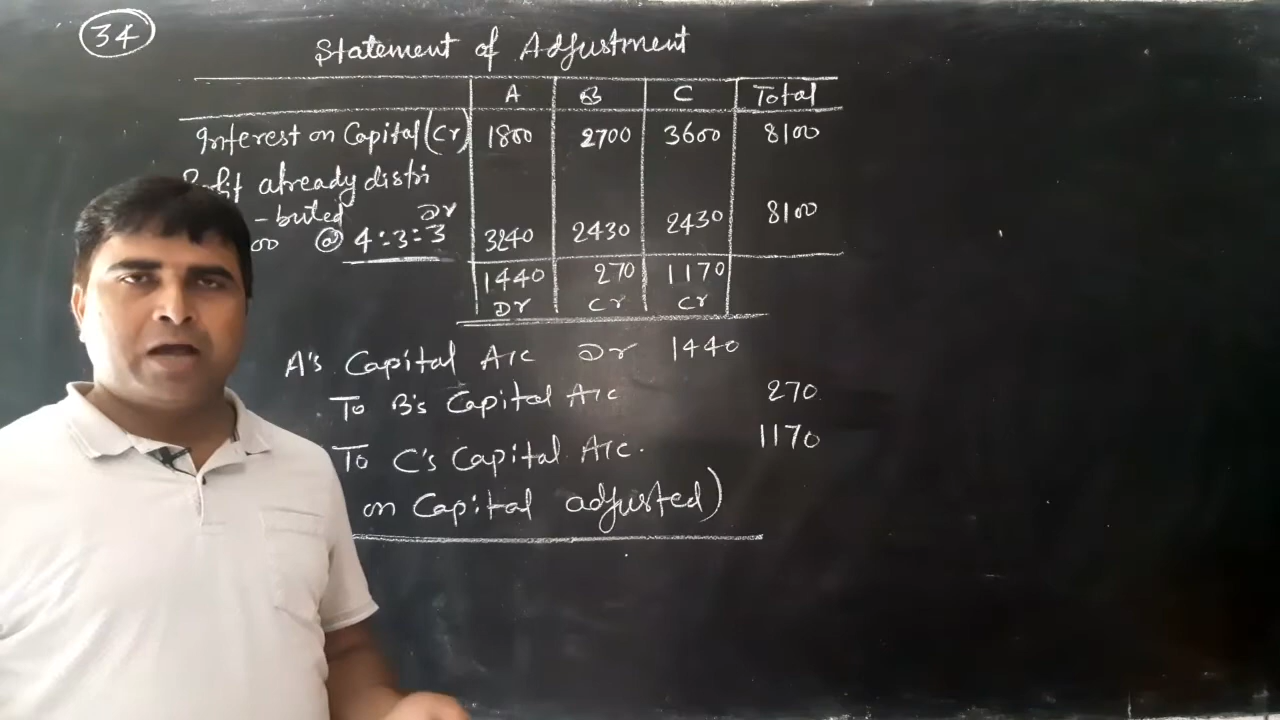 34
Statement of Adjustment
A B C Total
Interest on Capital (Cr) 1800 2700 3600 8100
already distri
-buted Dr
00 @ 4:3:3 3240 2430 2430 8100
1440 270 1170
Dr Cr Cr
A's Capital A/c Dr 1440
To B's Capital A/c 270
To C's Capital A/c. 1170
on Capital adjusted)